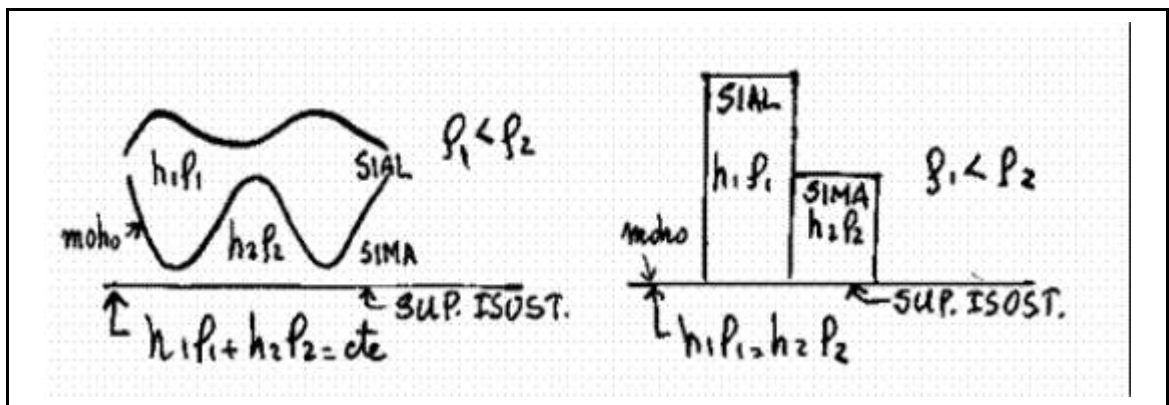 h₁ρ₁
SIAL
ρ₁ < ρ₂
moho
h₂ρ₂
SIMA
SUP. ISOST.
h₁ρ₁ + h₂ρ₂ = cte
SIAL
h₁ρ₁
SIMA
h₂ρ₂
ρ₁ < ρ₂
moho
SUP. ISOST.
h₁ρ₁ = h₂ρ₂